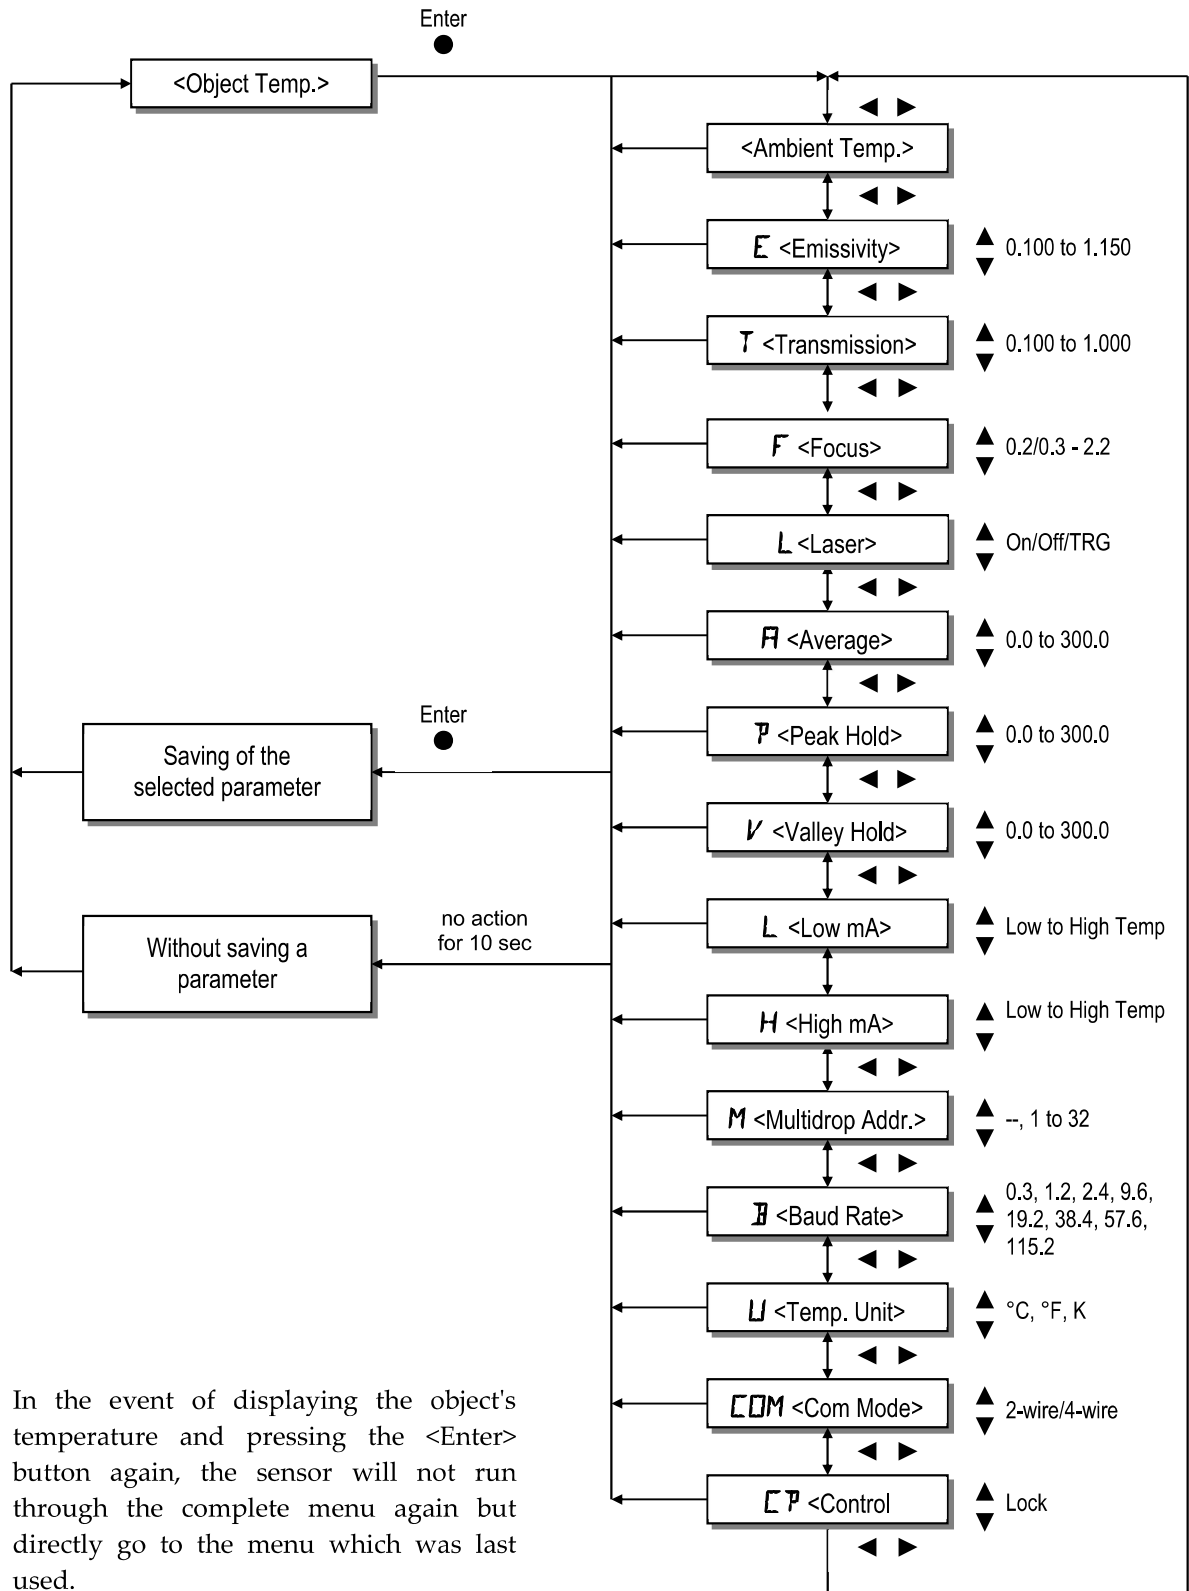 Enter
<Object Temp.>
<Ambient Temp.>
E <Emissivity>
0.100 to 1.150
T <Transmission>
0.100 to 1.000
F <Focus>
0.2/0.3 - 2.2
L <Laser>
On/Off/TRG
A <Average>
0.0 to 300.0
Enter
Saving of the
selected parameter
P <Peak Hold>
0.0 to 300.0
V <Valley Hold>
0.0 to 300.0
no action
for 10 sec
Without saving a
parameter
L <Low mA>
Low to High Temp
H <High mA>
Low to High Temp
M <Multidrop Addr.>
--, 1 to 32
B <Baud Rate>
0.3, 1.2, 2.4, 9.6,
19.2, 38.4, 57.6,
115.2
U <Temp. Unit>
°C, °F, K
COM <Com Mode>
2-wire/4-wire
CP <Control
Lock
In the event of displaying the object's
temperature and pressing the <Enter>
button again, the sensor will not run
through the complete menu again but
directly go to the menu which was last
used.